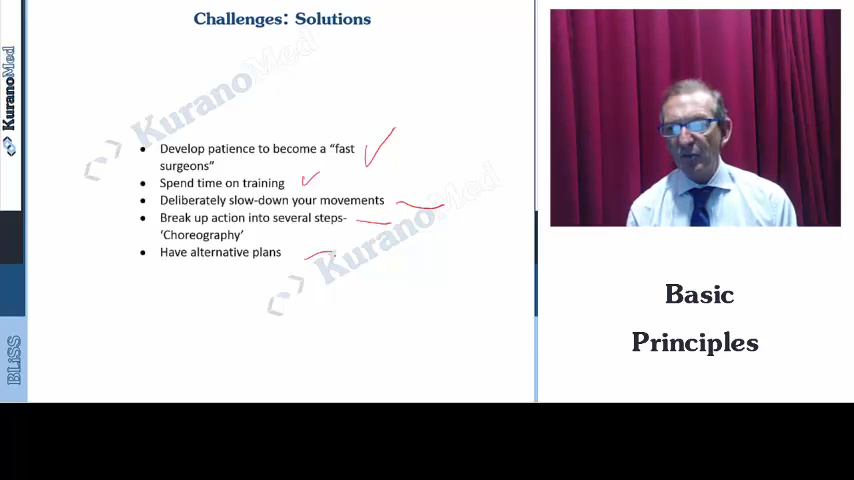 Challenges: Solutions
KuranoMed
KuranoMed
Develop patience to become a “fast
surgeons”
Spend time on training
Deliberately slow-down your movements
Break up action into several steps-
‘Choreography’
Have alternative plans
KuranoMed
BLiSS
Basic
Principles